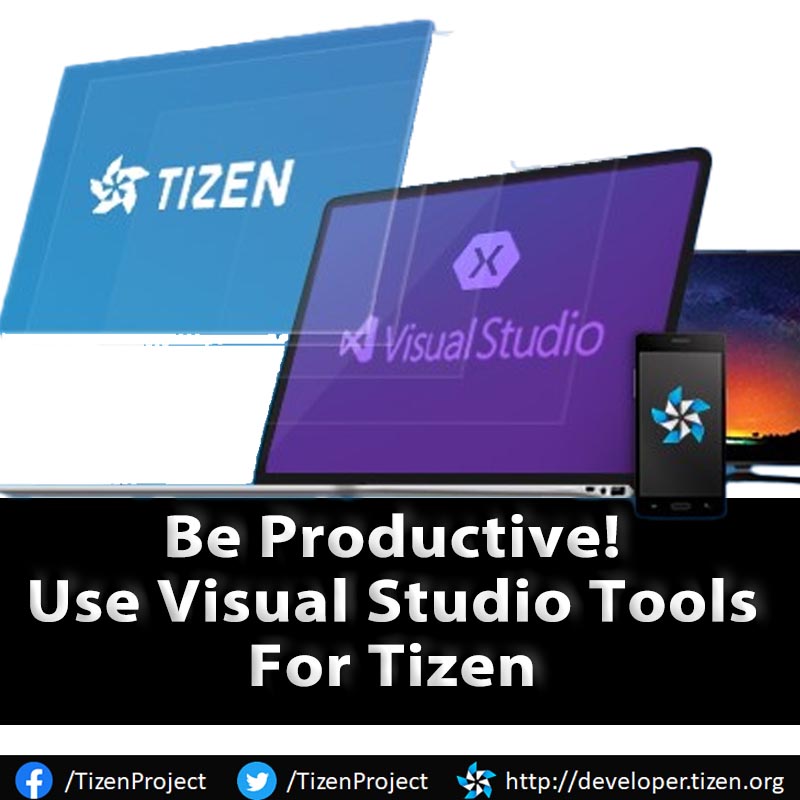 TIZEN
Visual Studio
Be Productive!
Use Visual Studio Tools
For Tizen
/TizenProject /TizenProject http://developer.tizen.org